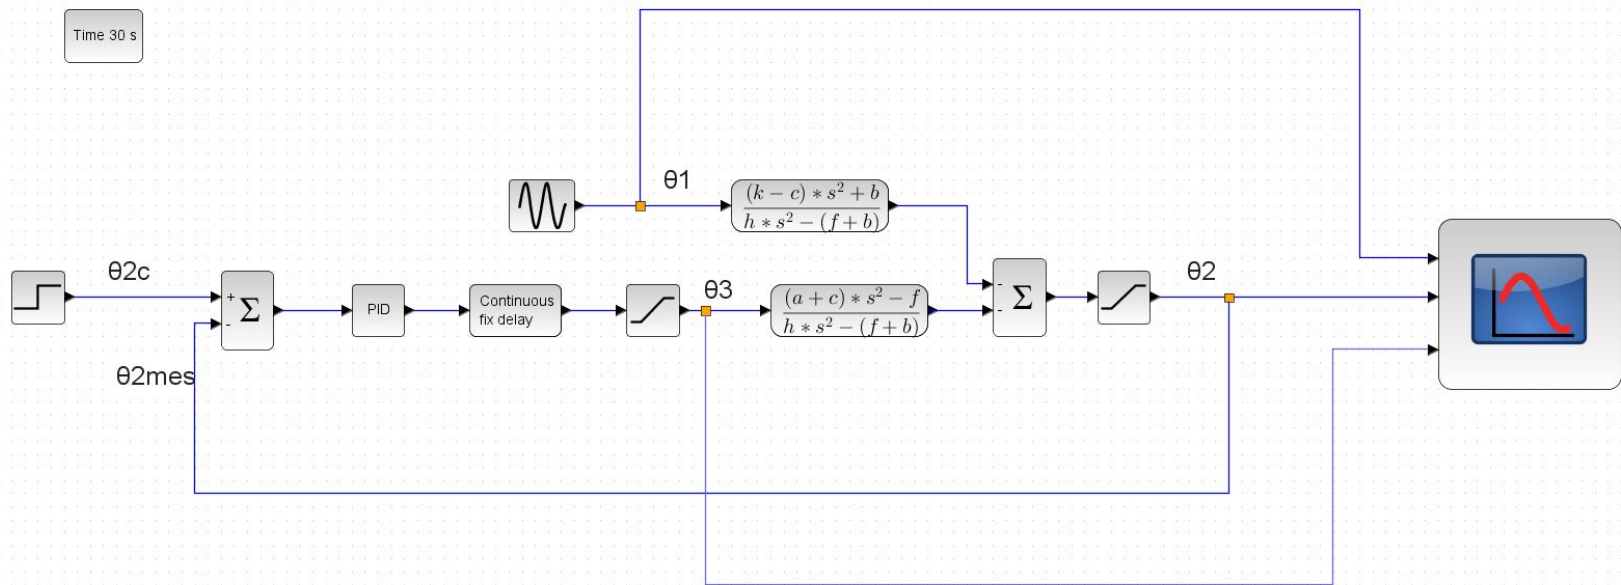 Time 30 s
θ1
(k − c) ∗ s² + b
h ∗ s² − (f + b)
θ2c
+
-
Σ
PID
Continuous
fix delay
θ3
(a + c) ∗ s² − f
h ∗ s² − (f + b)
-
-
Σ
θ2
θ2mes